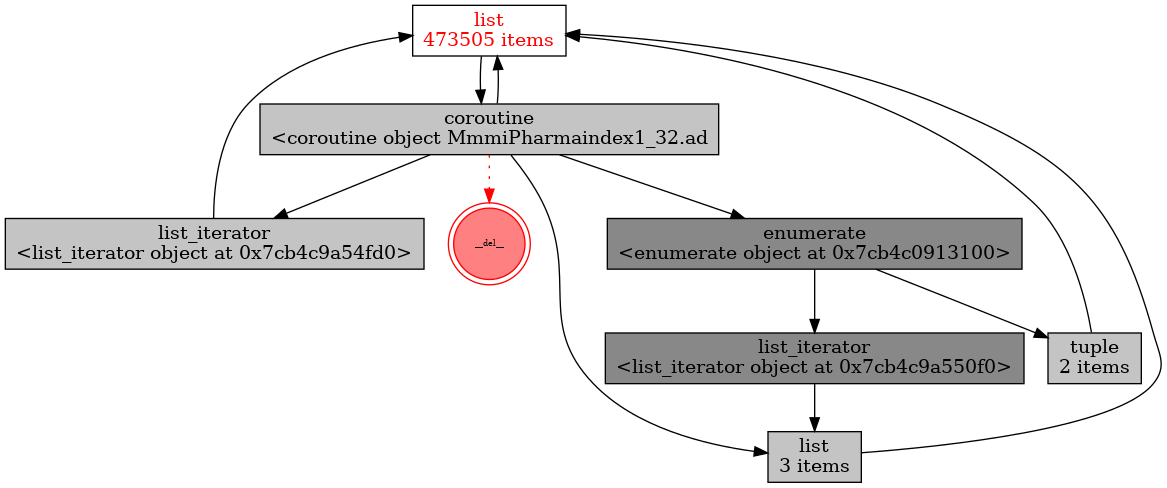 list
473505 items
coroutine
<coroutine object MmmiPharmaindex1_32.ad
list_iterator
<list_iterator object at 0x7cb4c9a54fd0>
__del__
enumerate
<enumerate object at 0x7cb4c0913100>
list_iterator
<list_iterator object at 0x7cb4c9a550f0>
tuple
2 items
list
3 items